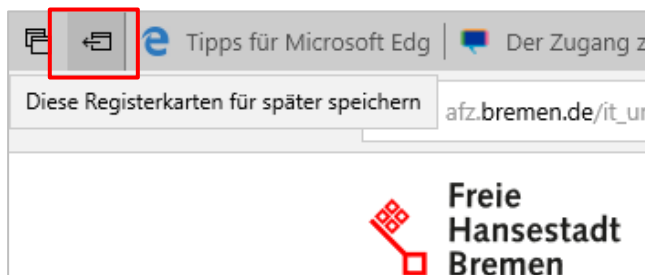 Tipps für Microsoft Edg
Der Zugang z
Diese Registerkarten für später speichern
afz.bremen.de/it_u
Freie
Hansestadt
Bremen